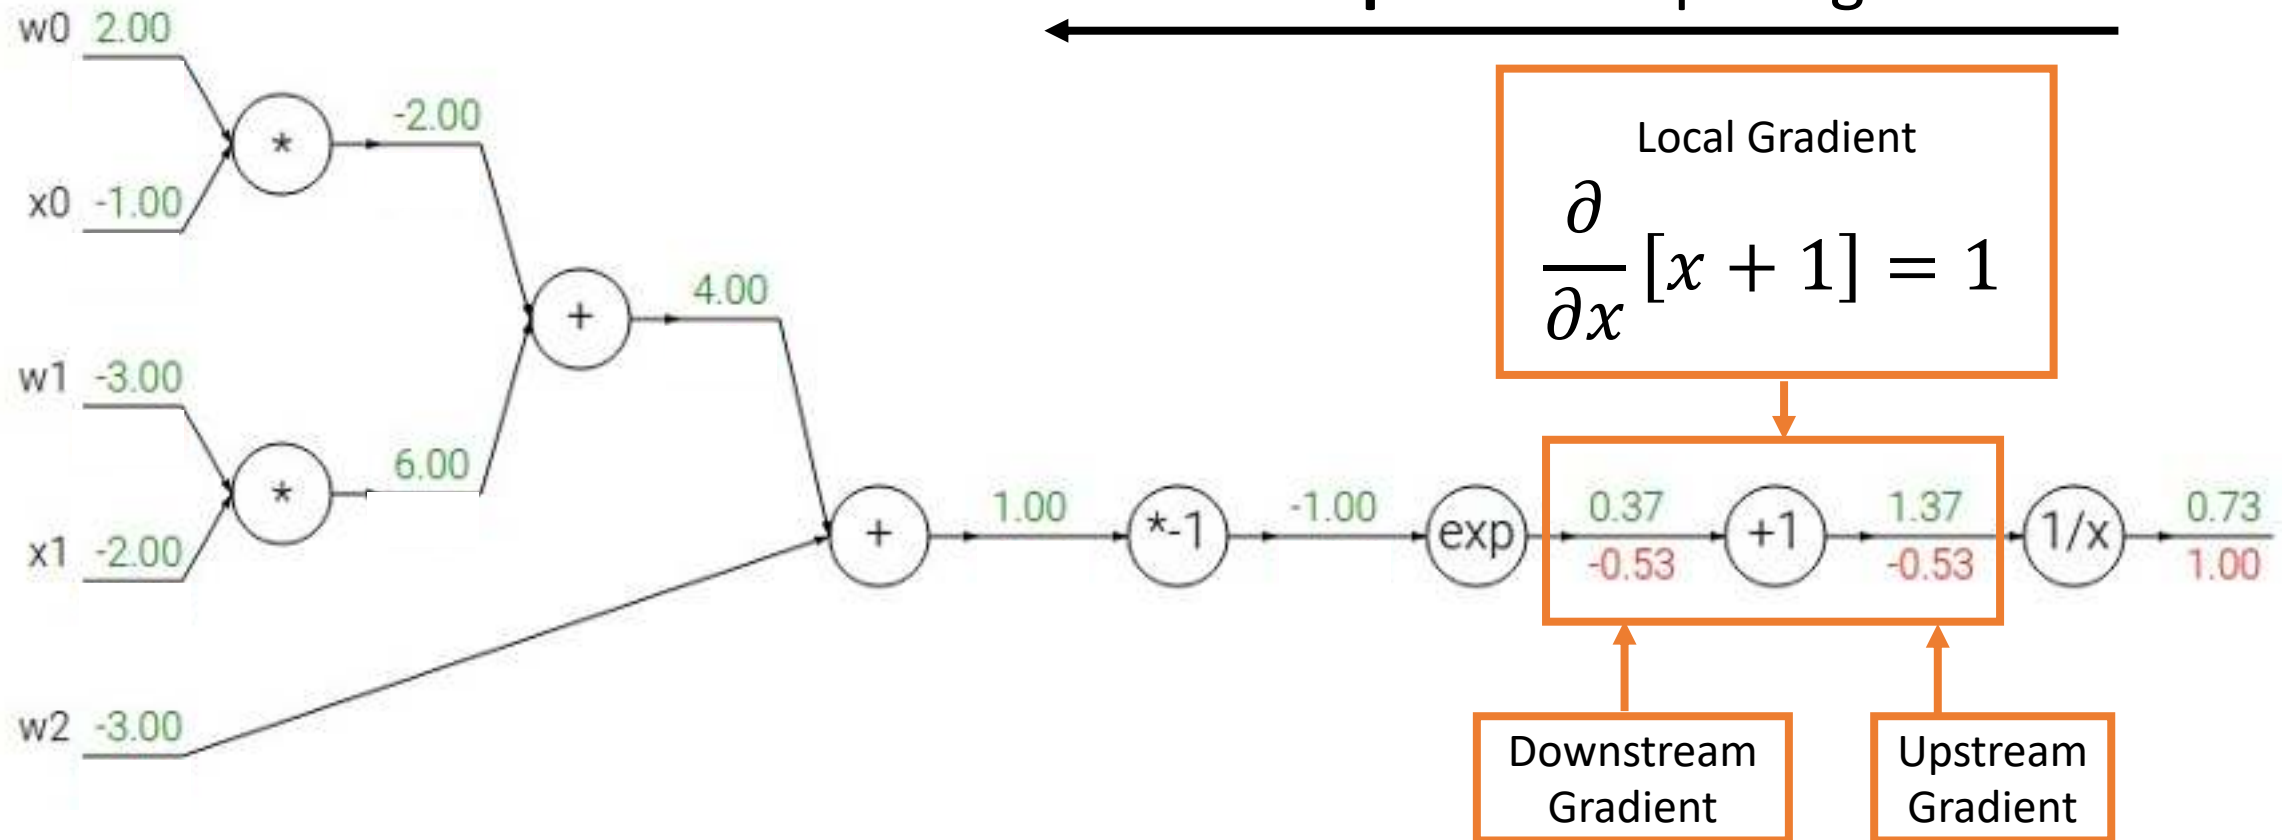 w0 2.00
-2.00
x0 -1.00
*
Local Gradient
∂/∂x [x + 1] = 1
4.00
+
w1 -3.00
6.00
*
x1 -2.00
1.00
-1.00
0.37
1.37
0.73
+
*-1
exp
+1
1/x
-0.53
-0.53
1.00
w2 -3.00
Downstream
Gradient
Upstream
Gradient